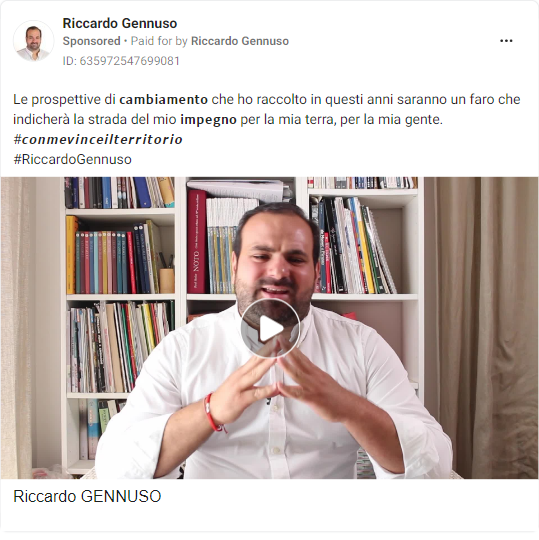 Riccardo Gennuso
Sponsored • Paid for by Riccardo Gennuso
ID: 635972547699081
Le prospettive di cambiamento che ho raccolto in questi anni saranno un faro che
indicherà la strada del mio impegno per la mia terra, per la mia gente.
#conmevinceilterritorio
#RiccardoGennuso
NOTO
Riccardo GENNUSO